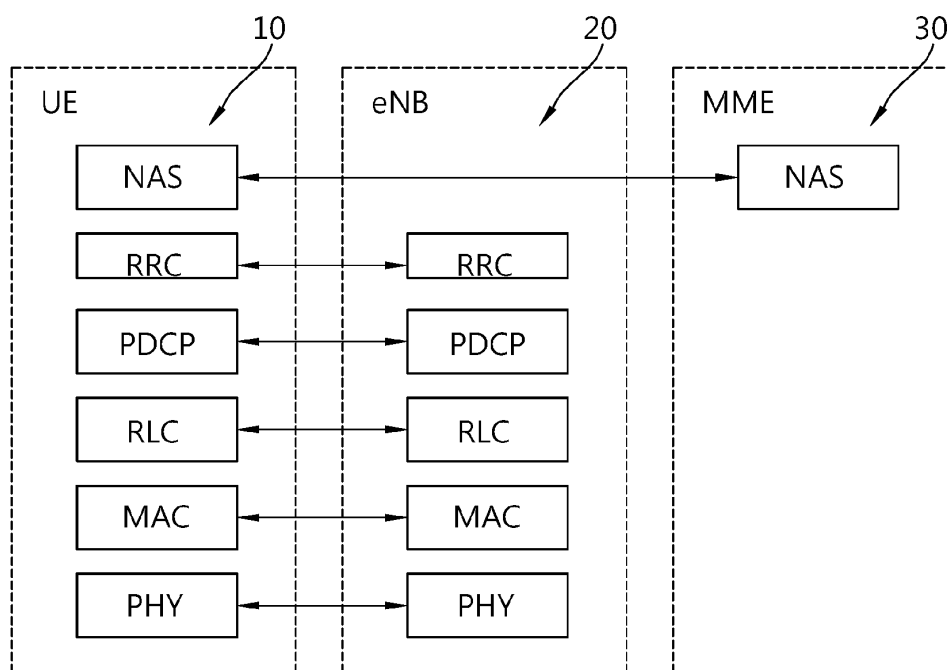 10 20 30
UE eNB MME
NAS NAS
RRC RRC
PDCP PDCP
RLC RLC
MAC MAC
PHY PHY